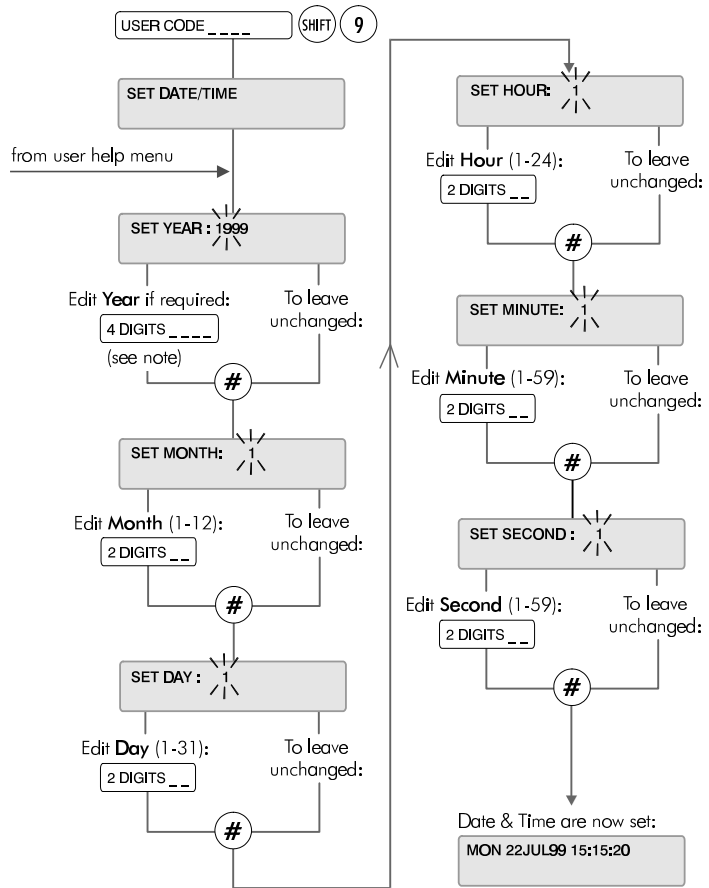 USER CODE _ _ _ _ SHIFT 9
SET DATE/TIME
from user help menu
SET YEAR : 1999
Edit Year if required:
4 DIGITS _ _ _ _
(see note)
To leave
unchanged:
#
SET MONTH: 1
Edit Month (1-12):
2 DIGITS _ _
To leave
unchanged:
#
SET DAY : 1
Edit Day (1-31):
2 DIGITS _ _
To leave
unchanged:
#
SET HOUR: 1
Edit Hour (1-24):
2 DIGITS _ _
To leave
unchanged:
#
SET MINUTE: 1
Edit Minute (1-59):
2 DIGITS _ _
To leave
unchanged:
#
SET SECOND : 1
Edit Second (1-59):
2 DIGITS _ _
To leave
unchanged:
#
Date & Time are now set:
MON 22JUL99 15:15:20